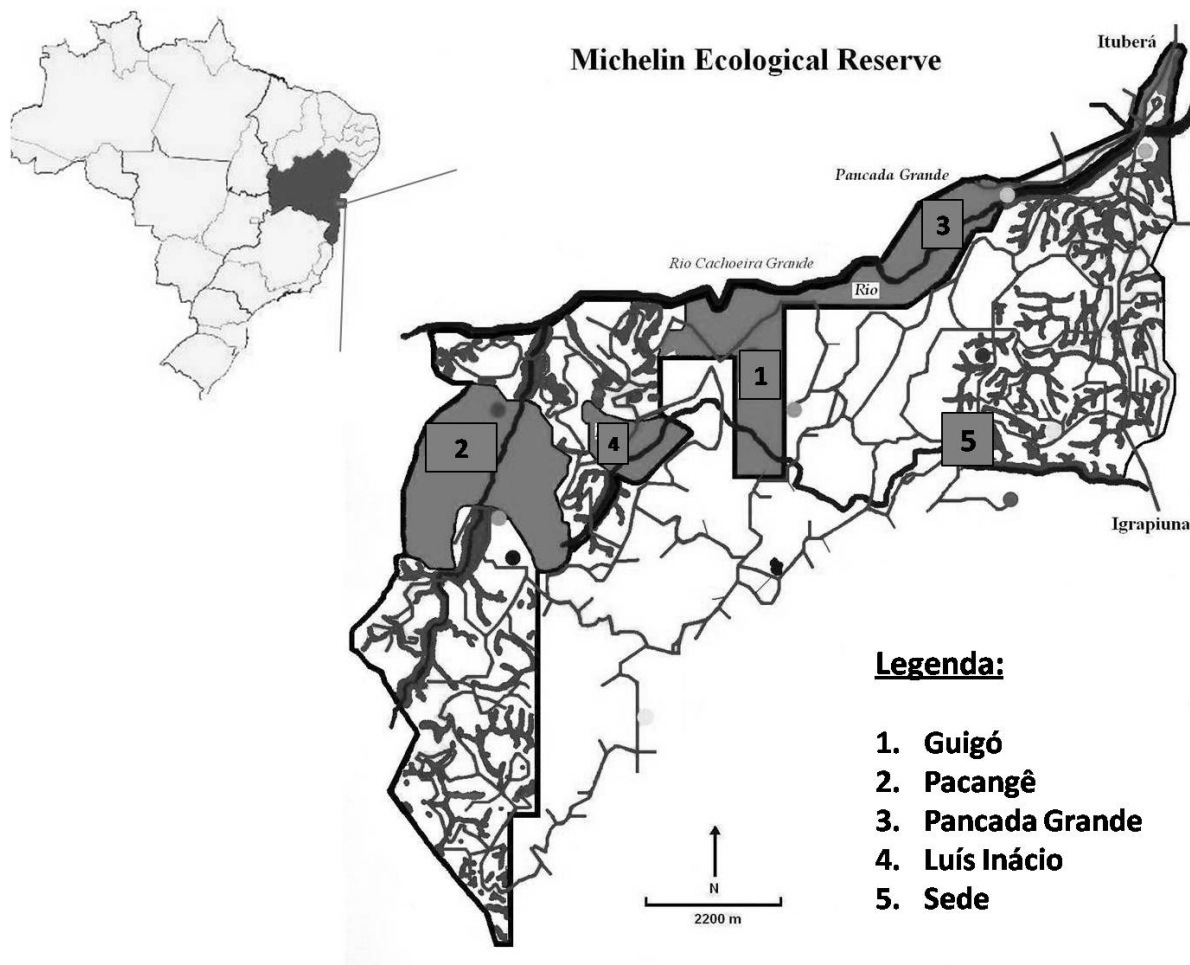 Michelin Ecological Reserve
Ituberá
Pancada Grande
3
Rio Cachoeira Grande
Rio
1
2
4
5
Igrapiuna
Legenda:
1. Guigó
2. Pacangê
3. Pancada Grande
4. Luís Inácio
5. Sede
N
2200 m